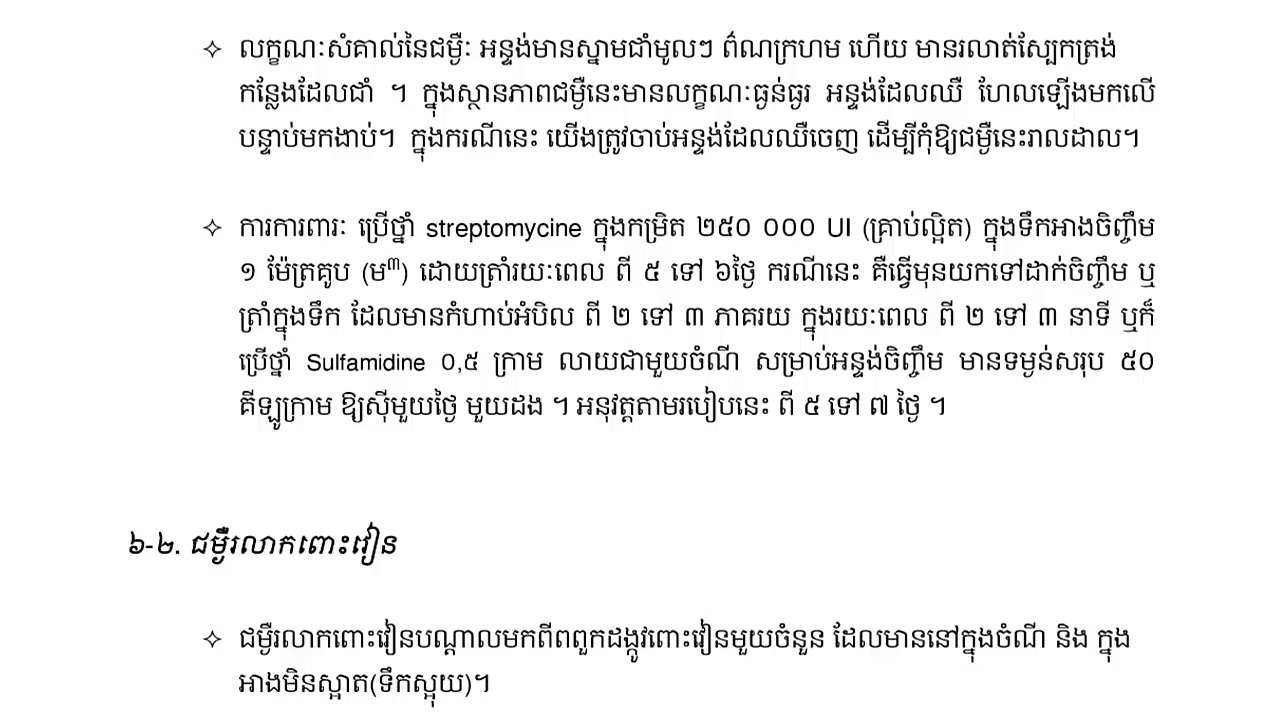 ✧ លក្ខណៈសំគាល់នៃជម្ងឺៈ អន្ទង់មានស្នាមជាំមូលៗ ព៌ណក្រហម ហើយ មានរលាត់ស្បែកត្រង់
កន្លែងដែលជាំ ។ ក្នុងស្ថានភាពជម្ងឺនេះមានលក្ខណៈធ្ងន់ធ្ងរ អន្ទង់ដែលឈឺ ហែលឡើងមកលើ
បន្ទាប់មកងាប់។ ក្នុងករណីនេះ យើងត្រូវចាប់អន្ទង់ដែលឈឺចេញ ដើម្បីកុំឱ្យជម្ងឺនេះរាលដាល។
✧ ការការពារៈ ប្រើថ្នាំ streptomycine ក្នុងកម្រិត ២៥០ ០០០ UI (គ្រាប់ល្អិត) ក្នុងទឹកអាងចិញ្ចឹម
១ ម៉ែត្រគូប (ម៣) ដោយត្រាំរយៈពេល ពី ៥ ទៅ ៦ថ្ងៃ ករណីនេះ គឺធ្វើមុនយកទៅដាក់ចិញ្ចឹម ឬ
ត្រាំក្នុងទឹក ដែលមានកំហាប់អំបិល ពី ២ ទៅ ៣ ភាគរយ ក្នុងរយៈពេល ពី ២ ទៅ ៣ នាទី ឬក៏
ប្រើថ្នាំ Sulfamidine ០,៥ ក្រាម លាយជាមួយចំណី សម្រាប់អន្ទង់ចិញ្ចឹម មានទម្ងន់សរុប ៥០
គីឡូក្រាម ឱ្យស៊ីមួយថ្ងៃ មួយដង ។ អនុវត្តតាមរបៀបនេះ ពី ៥ ទៅ ៧ ថ្ងៃ ។
៦-២. ជម្ងឺរលាកពោះវៀន
✧ ជម្ងឺរលាកពោះវៀនបណ្តាលមកពីពពួកដង្កូវពោះវៀនមួយចំនួន ដែលមាននៅក្នុងចំណី និង ក្នុង
អាងមិនស្អាត(ទឹកស្អុយ)។